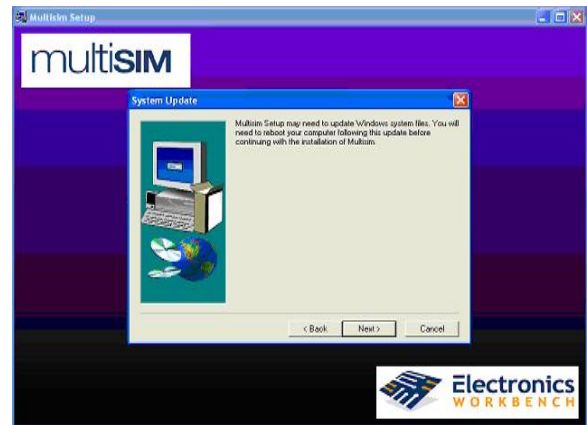 Multisim Setup
multiSIM
System Update
Multisim Setup may need to update Windows system files. You will
need to reboot your computer following this update before
continuing with the installation of Multisim.
< Back
Next >
Cancel
Electronics
WORKBENCH